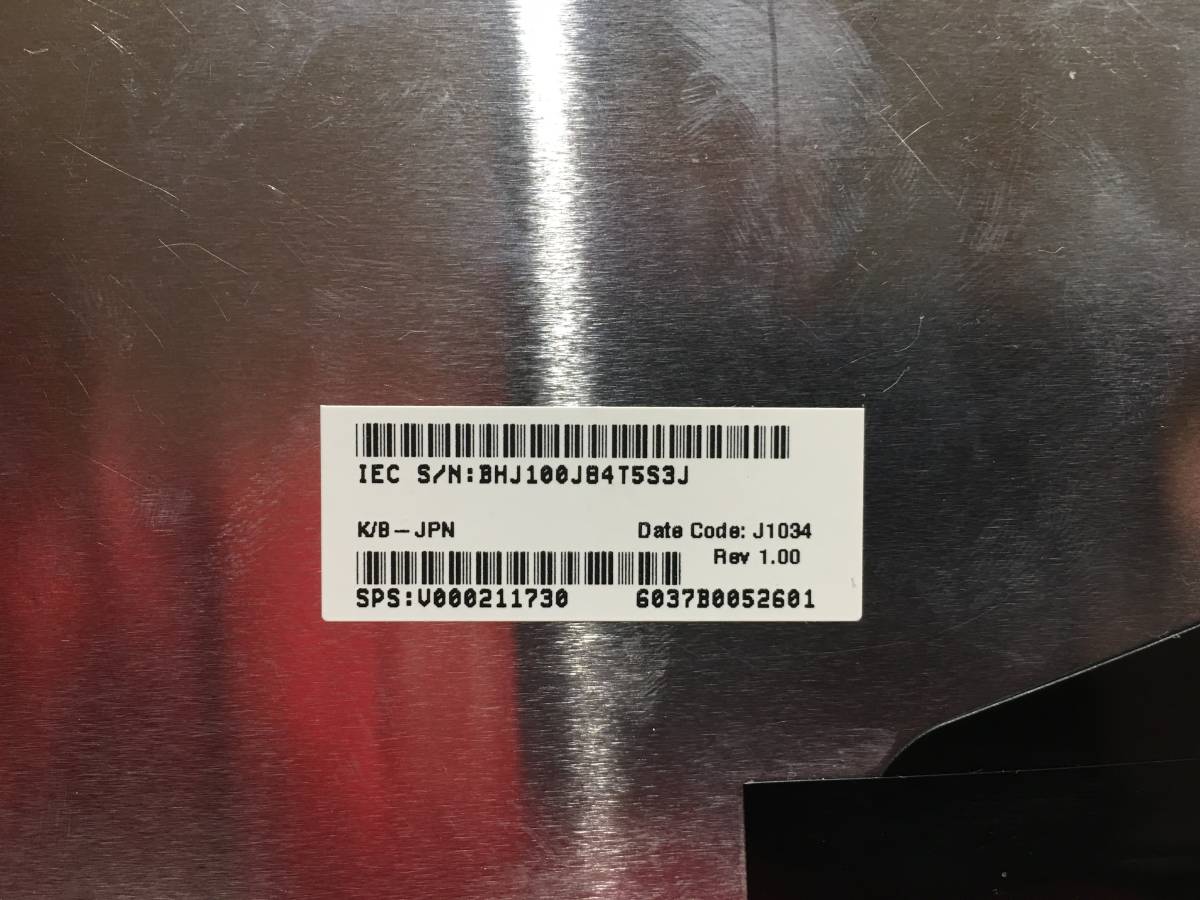 IEC S/N:BHJ100J84T5S3J
K/B-JPN Date Code: J1034
Rev 1.00
SPS:V000211730 6037B0052601